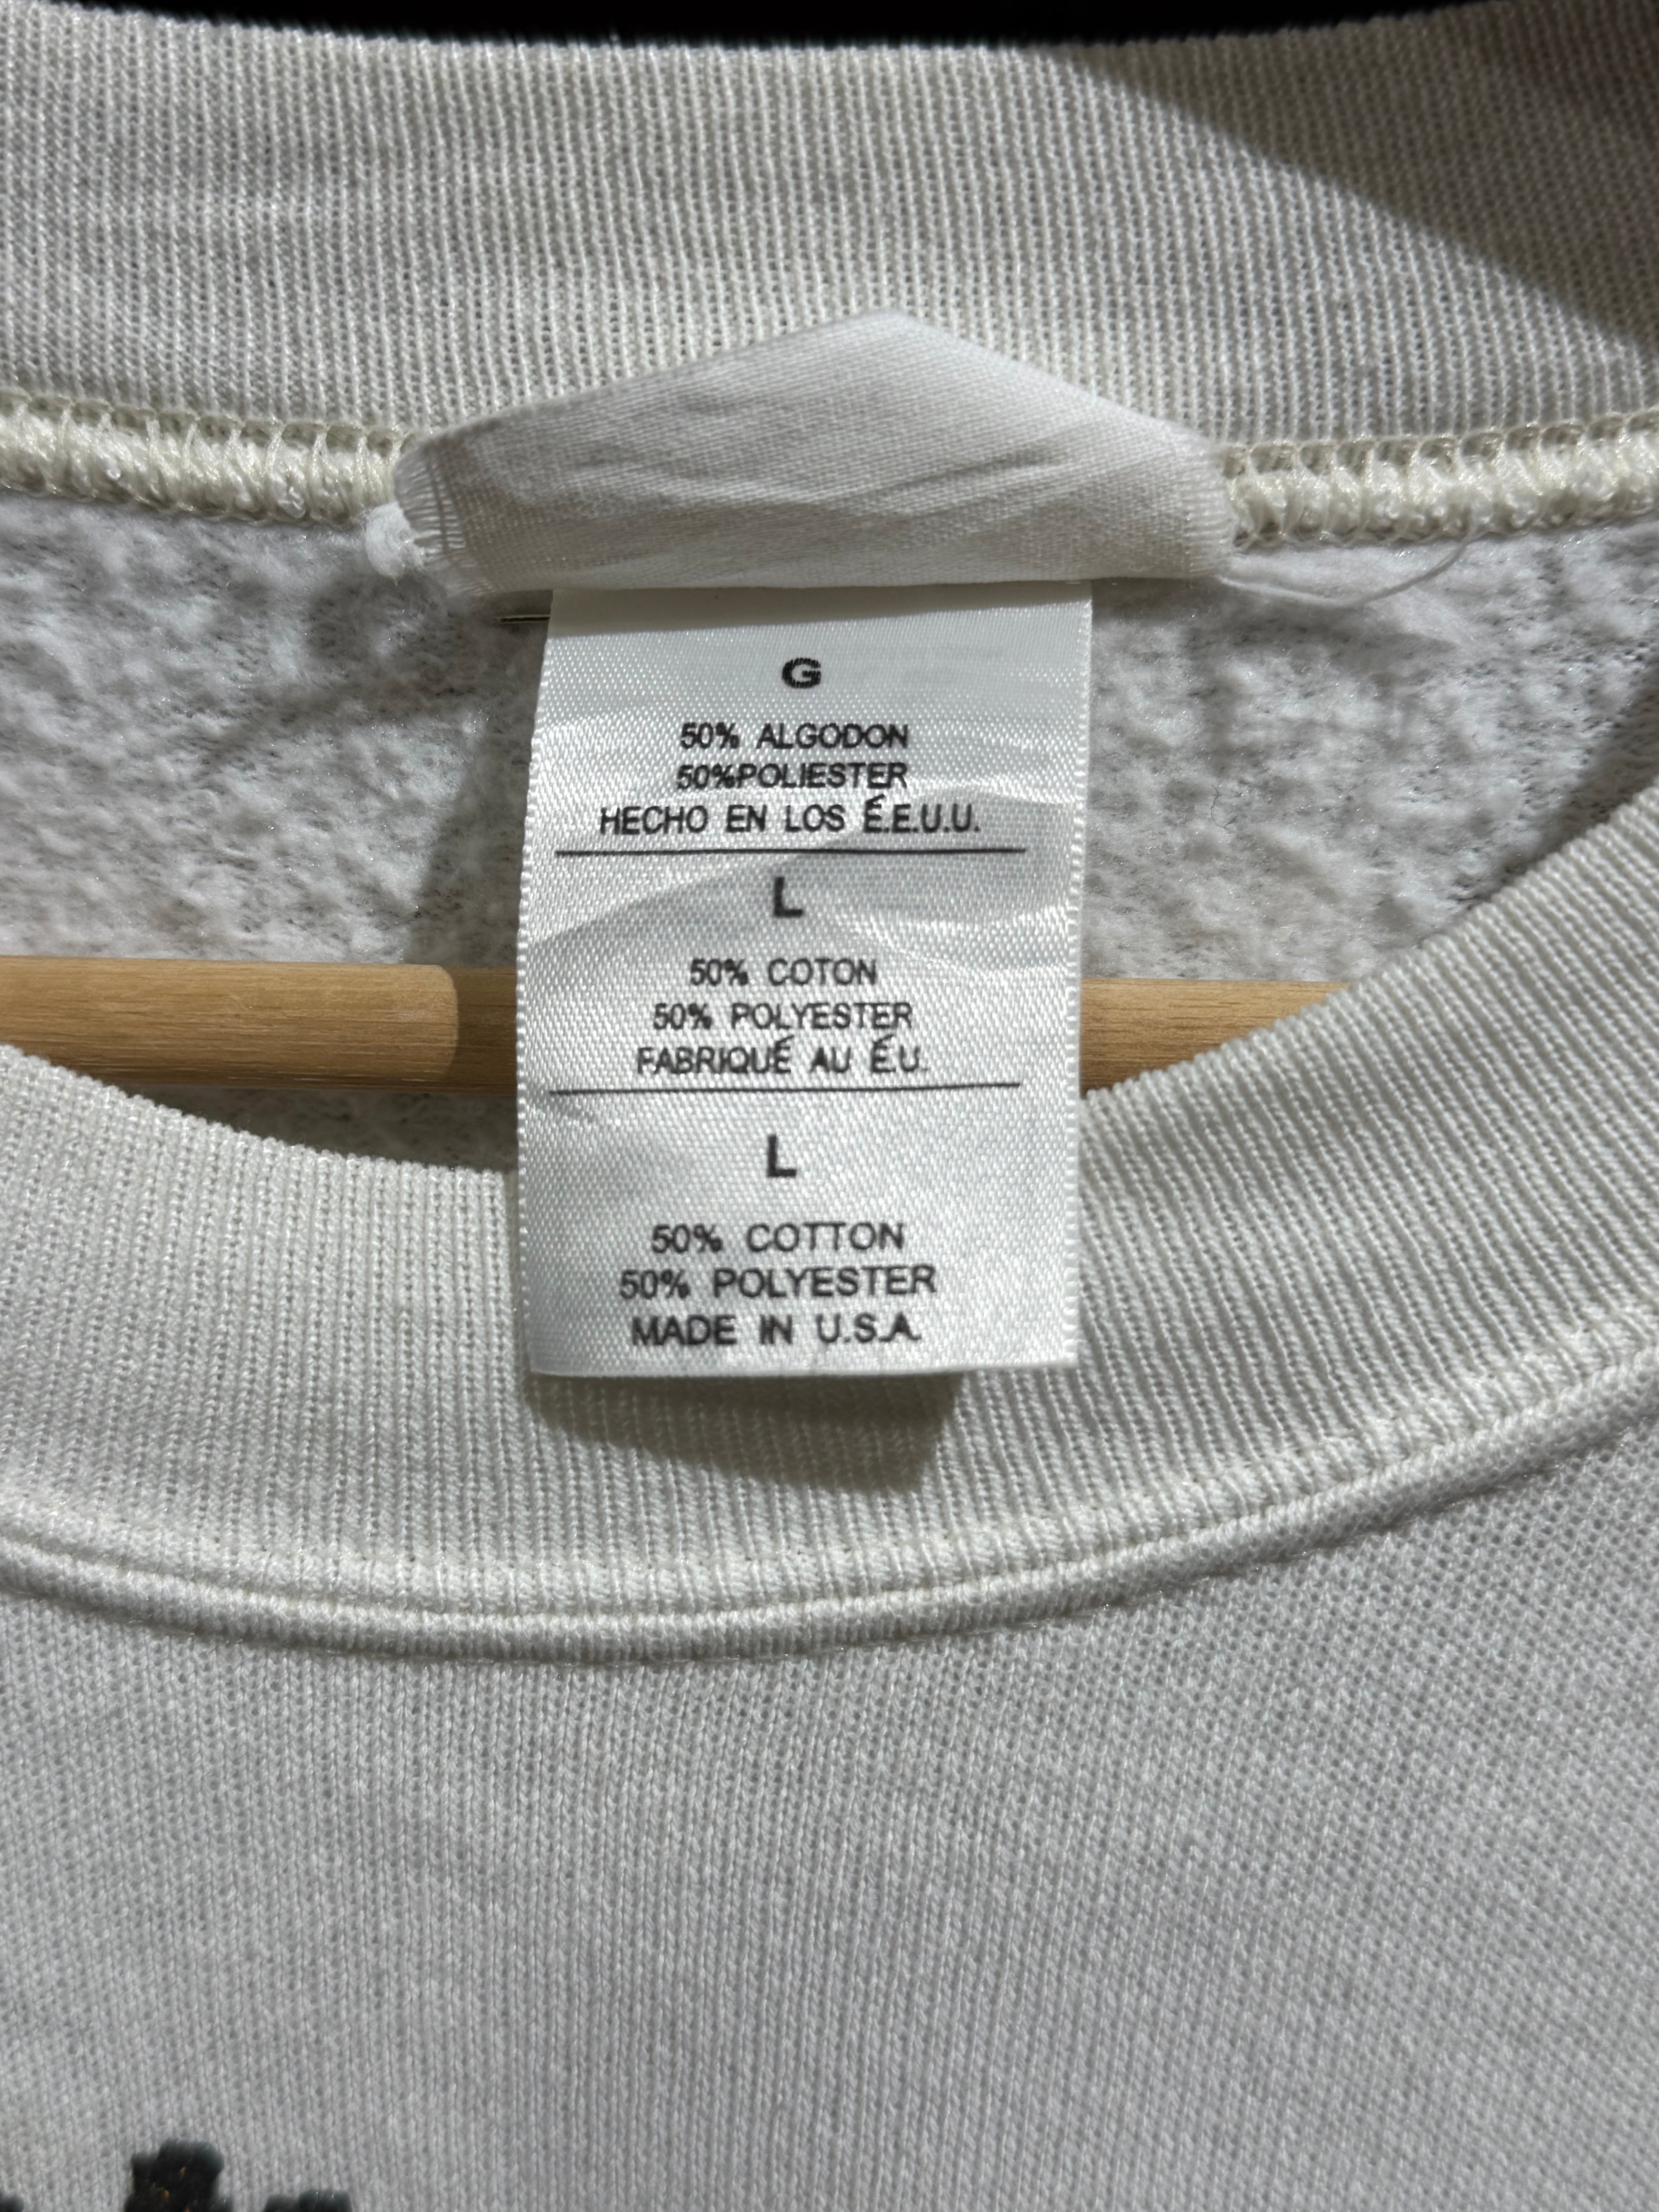 G
50% ALGODON
50%POLIESTER
HECHO EN LOS É.E.U.U.
L
50% COTON
50% POLYESTER
FABRIQUÉ AU É.U.
L
50% COTTON
50% POLYESTER
MADE IN U.S.A.